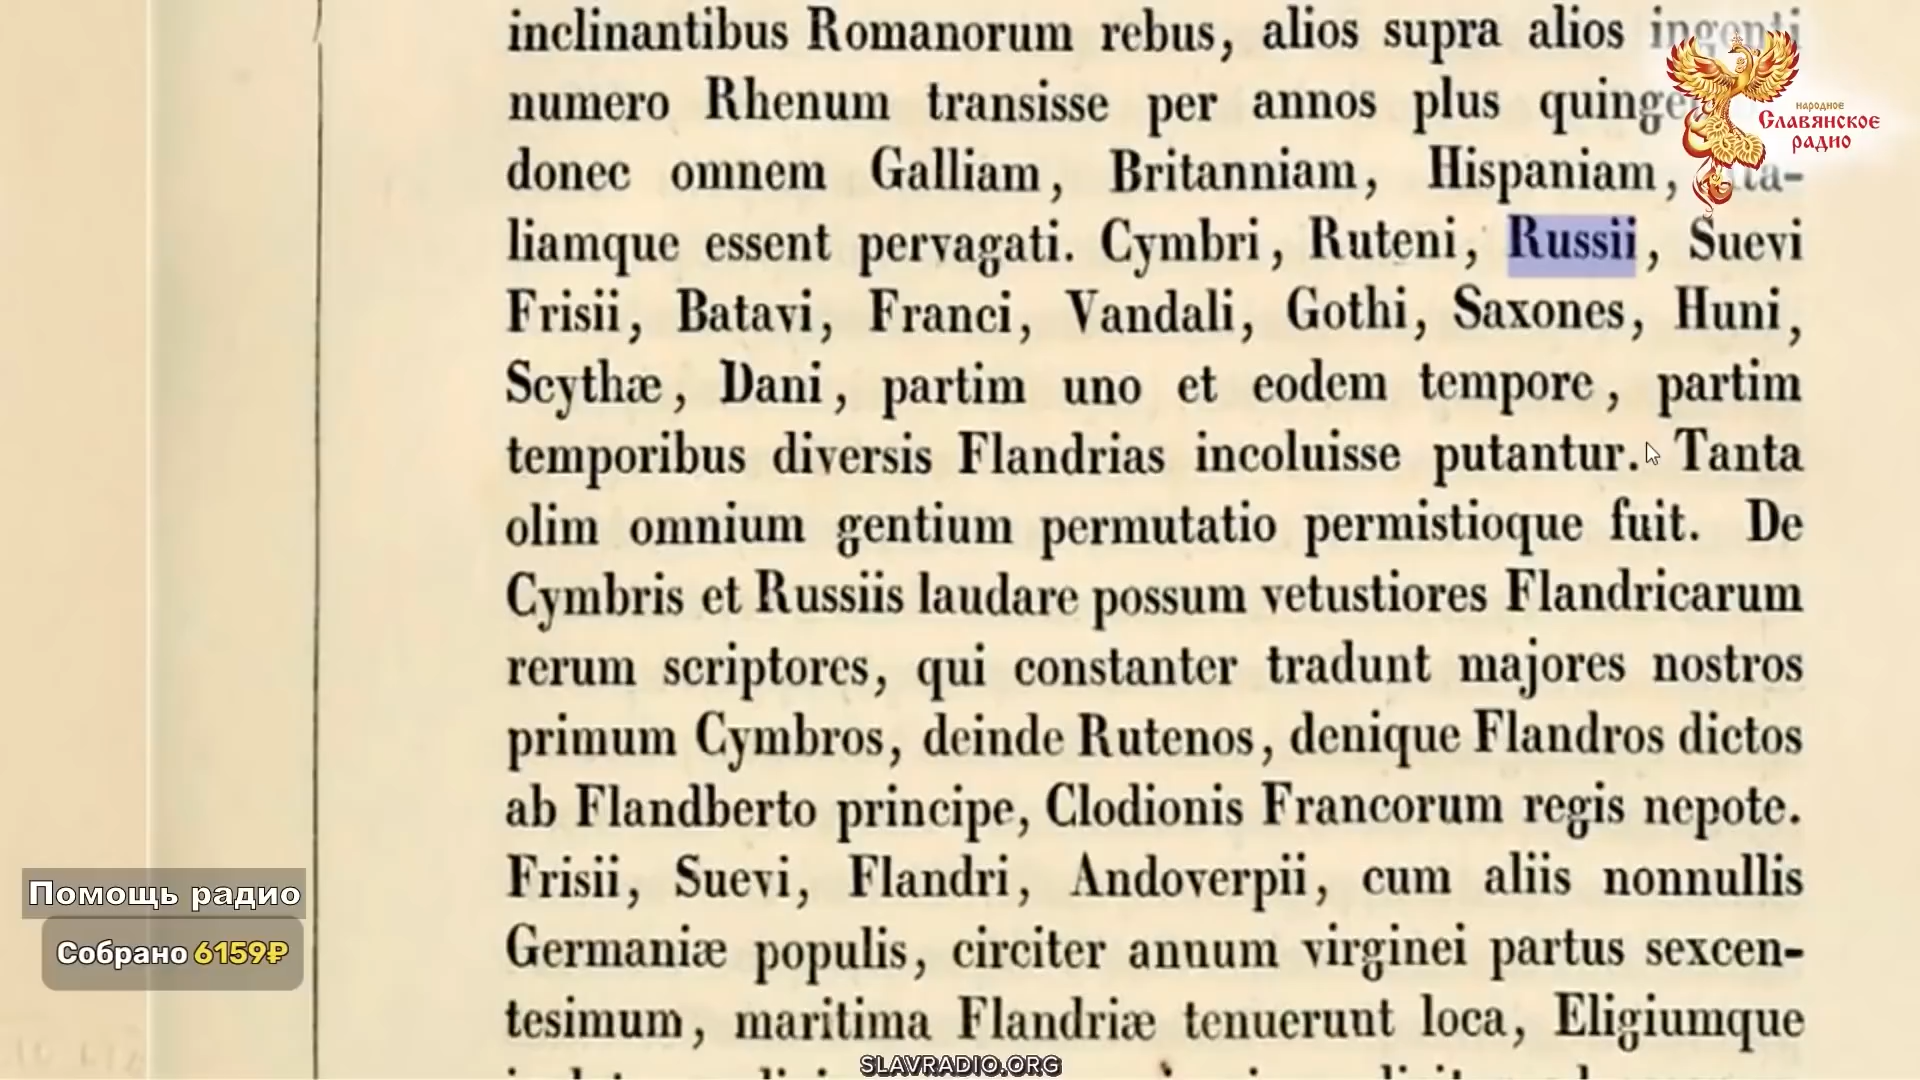 inclinantibus Romanorum rebus, alios supra alios ingenti
numero Rhenum transisse per annos plus
donec omnem Galliam, Britanniam, Hispaniam,
liamque essent pervagati. Cymbri, Ruteni, Russii, Suevi
Frisii, Batavi, Franci, Vandali, Gothi, Saxones, Huni,
Scythæ, Dani, partim uno et eodem tempore, partim
temporibus diversis Flandrias incoluisse putantur. Tanta
olim omnium gentium permutatio permistioque fuit. De
Cymbris et Russiis laudare possum vetustiores Flandricarum
rerum scriptores, qui constanter tradunt majores nostros
primum Cymbros, deinde Rutenos, denique Flandros dictos
ab Flandberto principe, Clodionis Francorum regis nepote.
Frisii, Suevi, Flandri, Andoverpii, cum aliis nonnullis
Germaniæ populis, circiter annum virginei partus sexcen-
tesimum, maritima Flandriæ tenuerunt loca, Eligiumque
народное
Славянское
радио
Помощь радио
Собрано 6159₽
SLAVRADIO.ORG